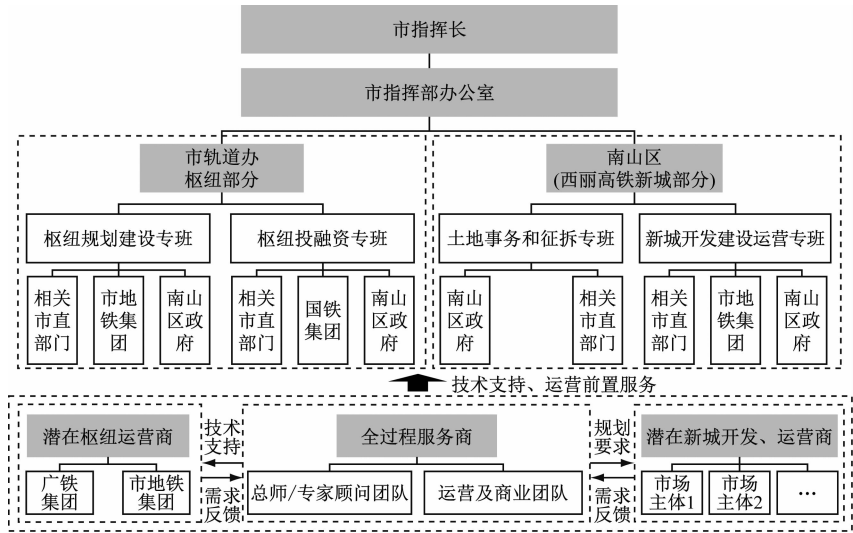 市指挥长
市指挥部办公室
市轨道办
枢纽部分
南山区
(西丽高铁新城部分)
枢纽规划建设专班
枢纽投融资专班
土地事务和征拆专班
新城开发建设运营专班
相关
市直
部门
市地
铁集
团
南山
区政
府
相关
市直
部门
国铁
集团
南山
区政
府
南山
区政
府
相关
市直
部门
相关
市直
部门
市地
铁集
团
南山
区政
府
技术支持、运营前置服务
潜在枢纽运营商
广铁
集团
市地铁
集团
技术
支持
需求
反馈
全过程服务商
总师/专家顾问团队
运营及商业团队
规划
要求
需求
反馈
潜在新城开发、运营商
市场
主体1
市场
主体2
…